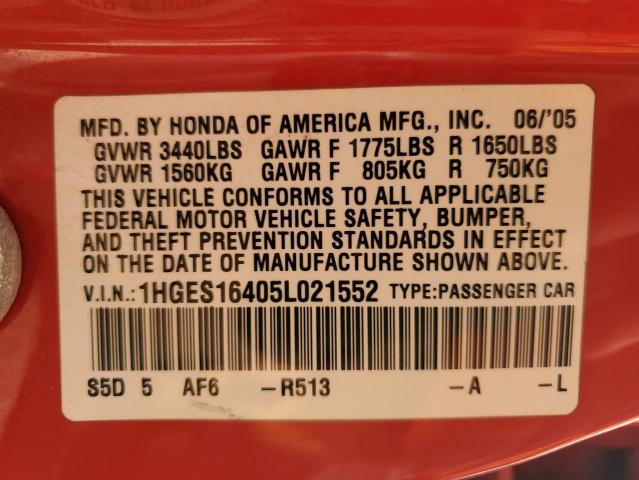 MFD. BY HONDA OF AMERICA MFG., INC. 06/'05
GVWR 3440LBS GAWR F 1775LBS R 1650LBS
GVWR 1560KG GAWR F 805KG R 750KG
THIS VEHICLE CONFORMS TO ALL APPLICABLE
FEDERAL MOTOR VEHICLE SAFETY, BUMPER,
AND THEFT PREVENTION STANDARDS IN EFFECT
ON THE DATE OF MANUFACTURE SHOWN ABOVE.
V.I.N.:1HGES16405L021552 TYPE:PASSENGER CAR
S5D 5 AF6 –R513 –A –L